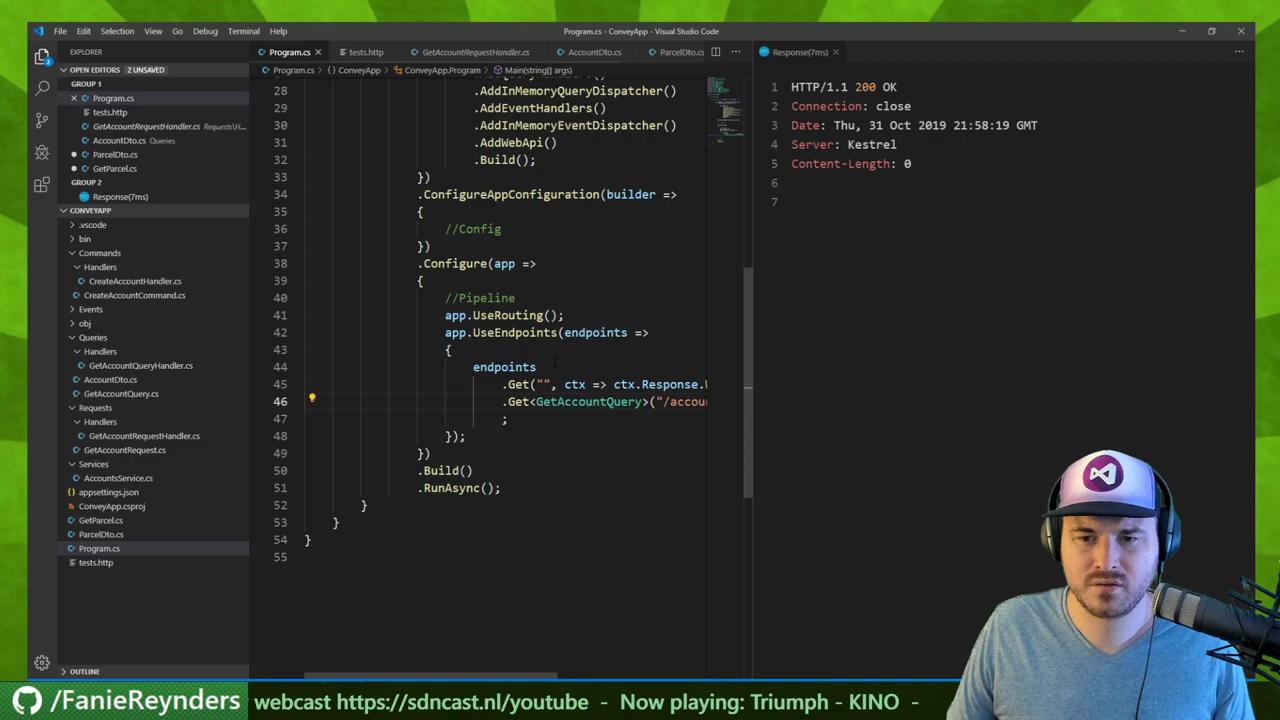 File Edit Selection View Go Debug Terminal Help
Program.cs - ConveyApp - Visual Studio Code
EXPLORER
OPEN EDITORS 2 UNSAVED
GROUP 1
Program.cs
tests.http
GetAccountRequestHandler.cs Requests\H...
AccountDto.cs Queries
ParcelDto.cs
GetParcel.cs
GROUP 2
Response(7ms)
CONVEYAPP
.vscode
bin
Commands
Handlers
CreateAccountHandler.cs
CreateAccountCommand.cs
Events
obj
Queries
Handlers
GetAccountQueryHandler.cs
AccountDto.cs
GetAccountQuery.cs
Requests
Handlers
GetAccountRequestHandler.cs
GetAccountRequest.cs
Services
AccountsService.cs
appsettings.json
ConveyApp.csproj
GetParcel.cs
ParcelDto.cs
Program.cs
tests.http
OUTLINE
2
Program.cs tests.http GetAccountRequestHandler.cs AccountDto.cs ParcelDto.cs
Program.cs > ConveyApp > ConveyApp.Program > Main(string[] args)
28 .AddInMemoryQueryDispatcher()
29 .AddEventHandlers()
30 .AddInMemoryEventDispatcher()
31 .AddWebApi()
32 .Build();
33 })
34 .ConfigureAppConfiguration(builder =>
35 {
36 //Config
37 })
38 .Configure(app =>
39 {
40 //Pipeline
41 app.UseRouting();
42 app.UseEndpoints(endpoints =>
43 {
44 endpoints
45 .Get("", ctx => ctx.Response.
46 .Get<GetAccountQuery>("/accou
47 ;
48 });
49 })
50 .Build()
51 .RunAsync();
52 }
53 }
54 }
55
Response(7ms)
1 HTTP/1.1 200 OK
2 Connection: close
3 Date: Thu, 31 Oct 2019 21:58:19 GMT
4 Server: Kestrel
5 Content-Length: 0
6
7
/FanieReynders webcast https://sdncast.nl/youtube - Now playing: Triumph - KINO -